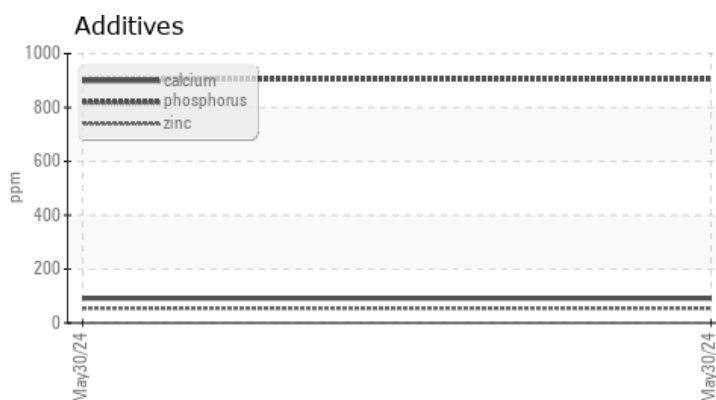 Additives
1000
800
600
400
200
0
ppm
calcium
phosphorus
zinc
May30/24
May30/24